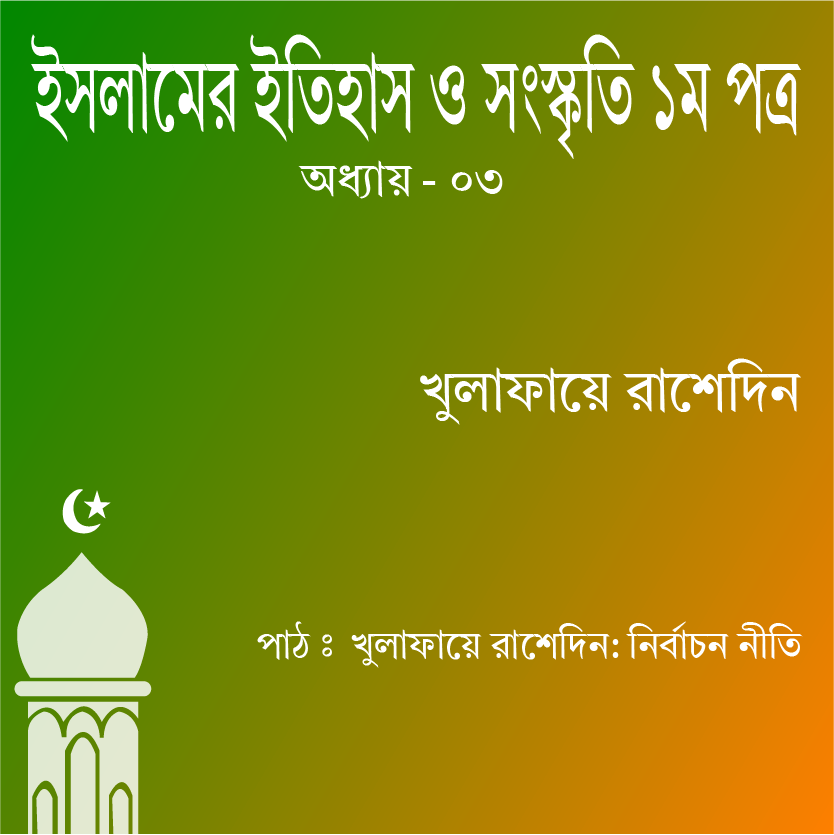 ইসলামের ইতিহাস ও সংস্কৃতি ১ম পত্র
অধ্যায় - ০৩
খুলাফায়ে রাশেদিন
পাঠ ঃ খুলাফায়ে রাশেদিন: নির্বাচন নীতি